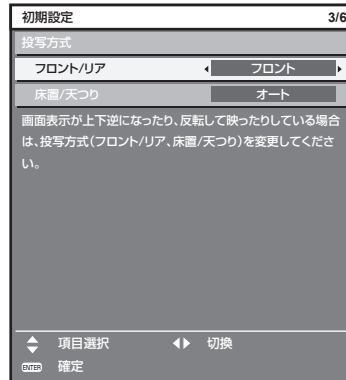 初期設定 3/6
投写方式
フロント/リア フロント
床置/天つり オート
画面表示が上下逆になったり、反転して映ったりしている場合
は、投写方式(フロント/リア、床置/天つり)を変更してくださ
い。
項目選択 切換
ENTER 確定